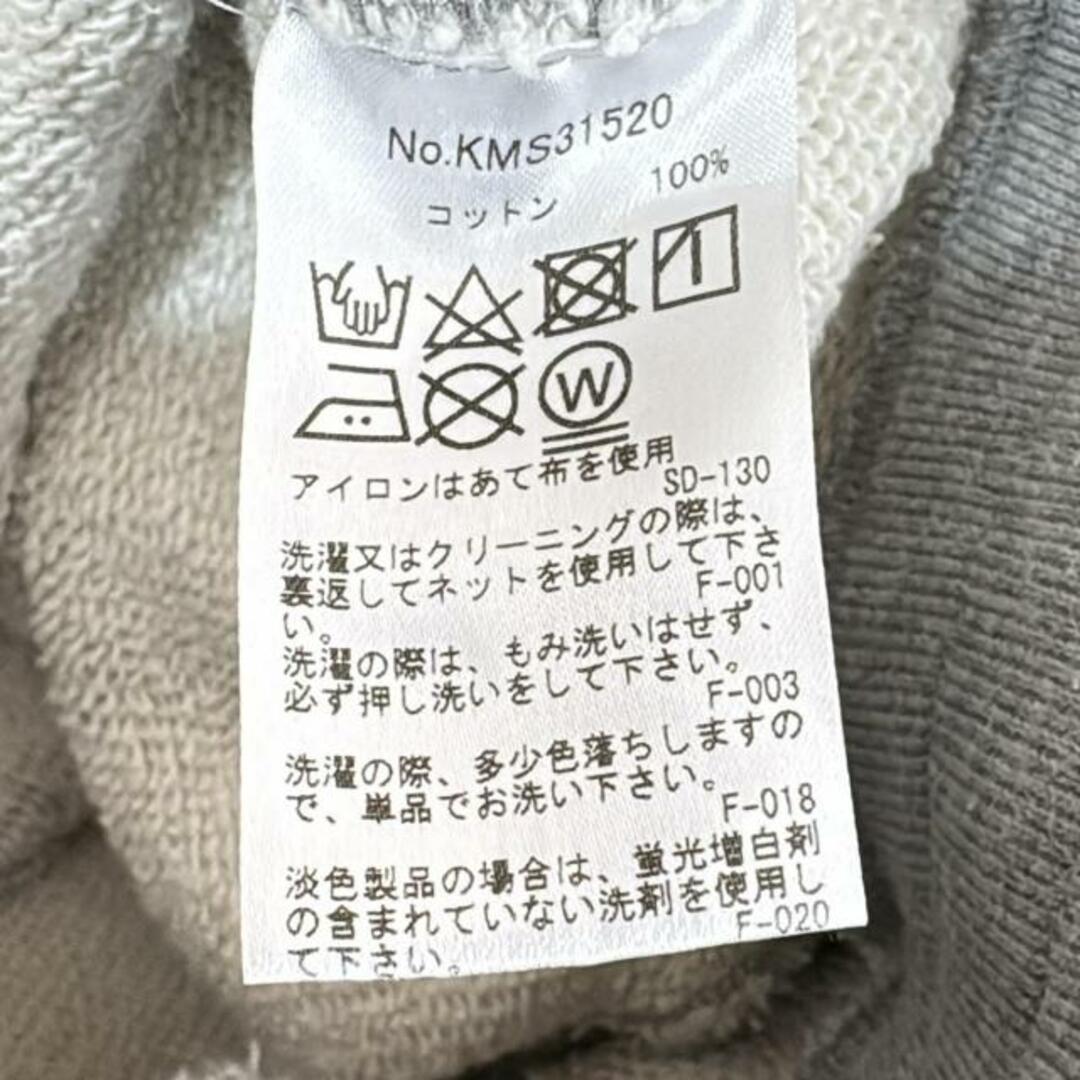 No.KMS31520
コットン 100%
W
アイロンはあて布を使用
SD-130
洗濯又はクリーニングの際は、
裏返してネットを使用して下さ
い。 F-001
洗濯の際は、もみ洗いはせず、
必ず押し洗いをして下さい。
F-003
洗濯の際、多少色落ちしますの
で、単品でお洗い下さい。
F-018
淡色製品の場合は、蛍光増白剤
の含まれていない洗剤を使用し
て下さい。 F-020